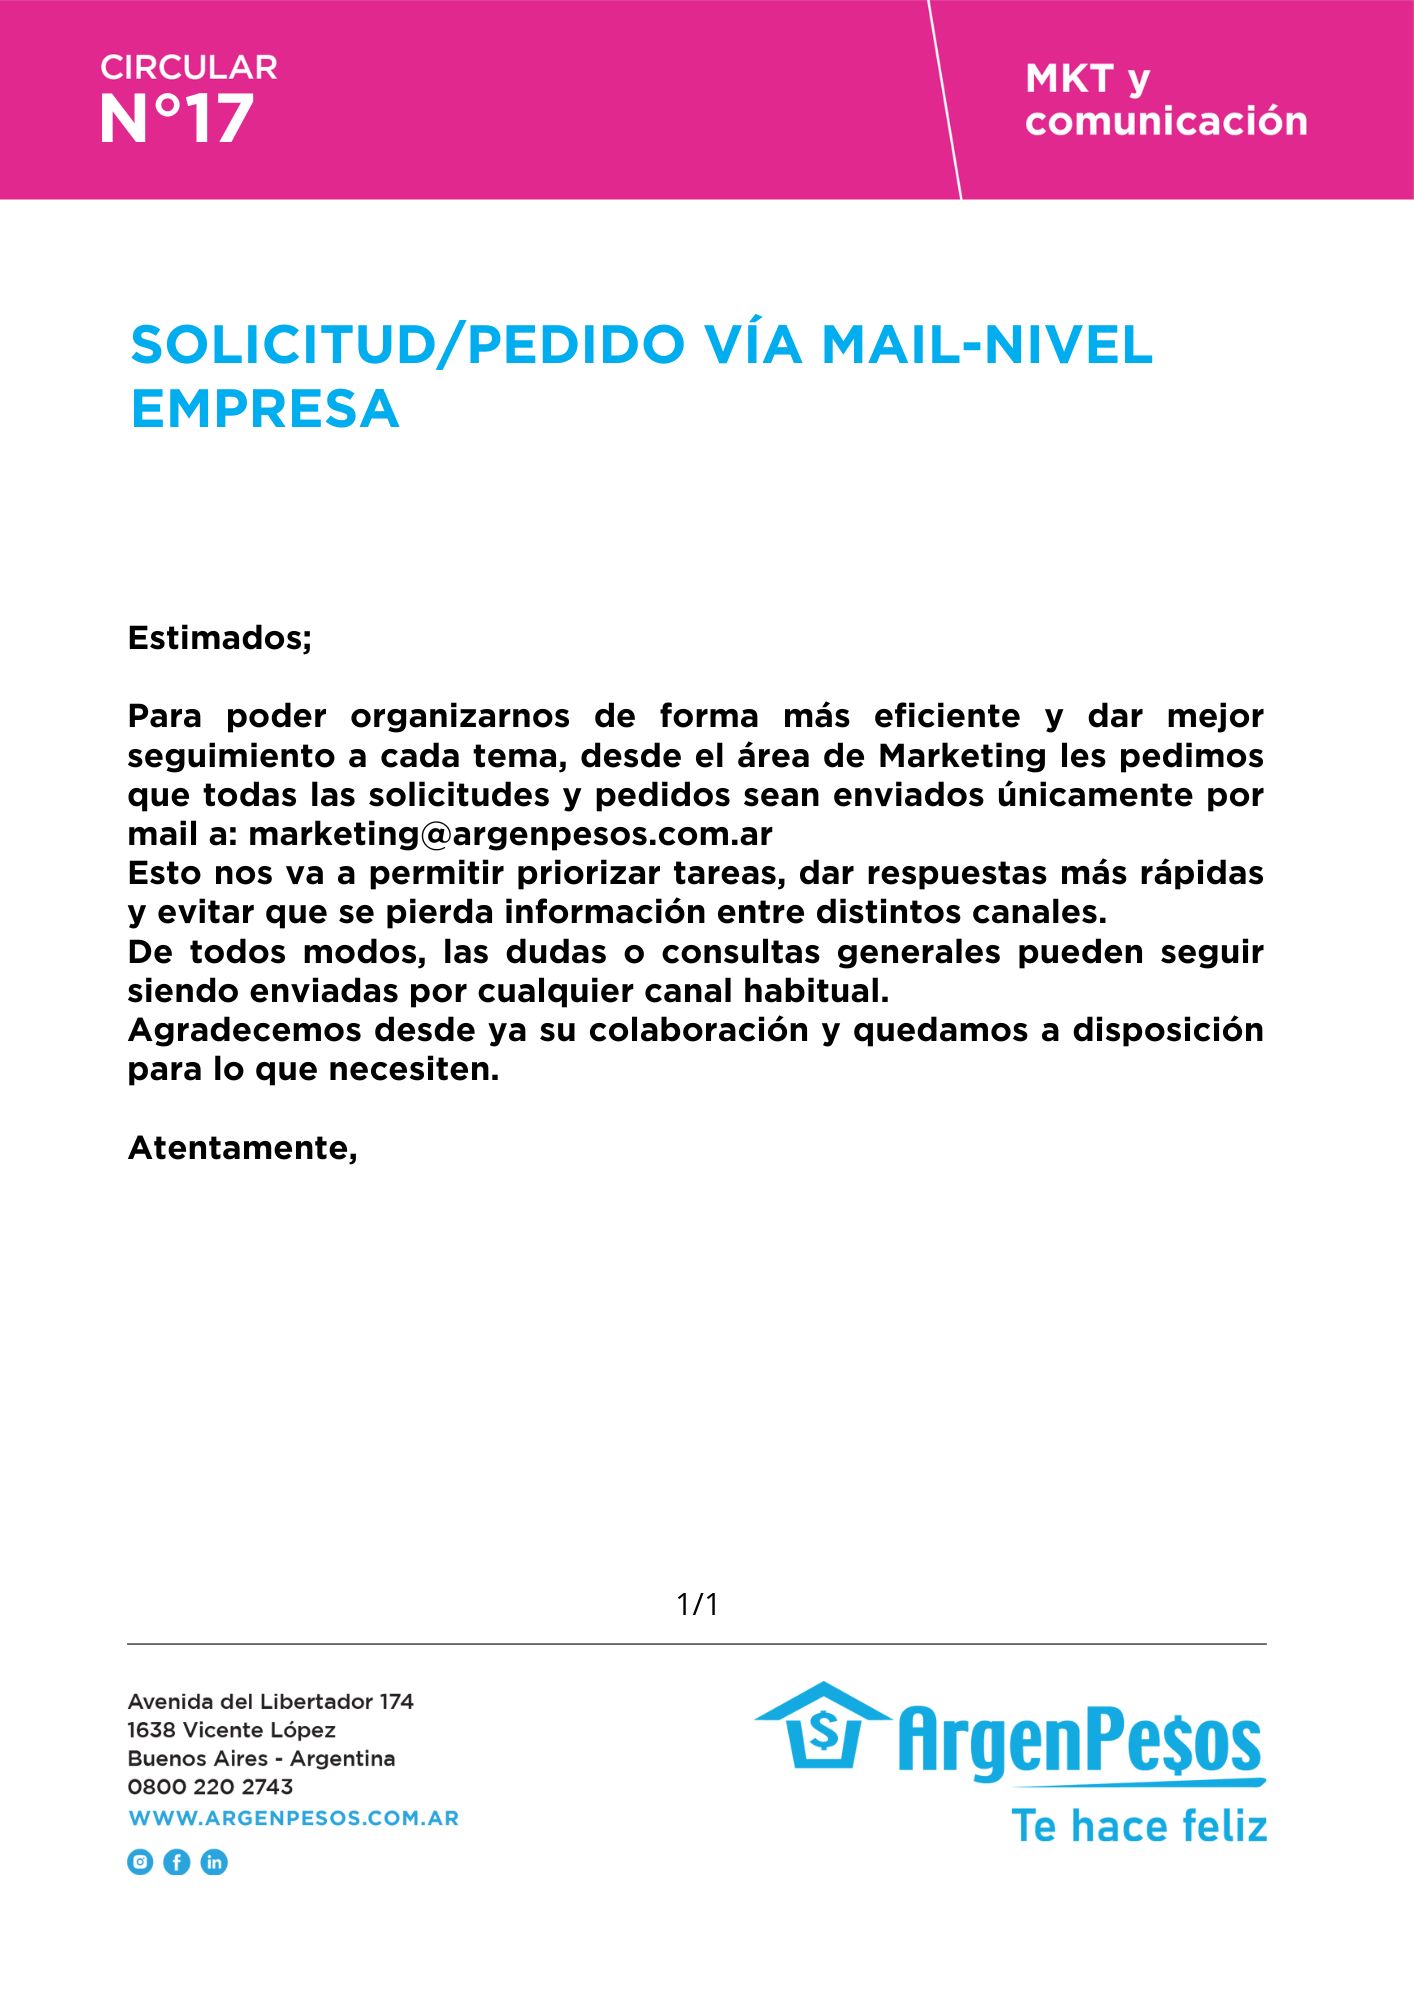 CIRCULAR
N°17
MKT y
comunicación
SOLICITUD/PEDIDO VÍA MAIL-NIVEL
EMPRESA
Estimados;
Para poder organizarnos de forma más eficiente y dar mejor
seguimiento a cada tema, desde el área de Marketing les pedimos
que todas las solicitudes y pedidos sean enviados únicamente por
mail a: marketing@argenpesos.com.ar
Esto nos va a permitir priorizar tareas, dar respuestas más rápidas
y evitar que se pierda información entre distintos canales.
De todos modos, las dudas o consultas generales pueden seguir
siendo enviadas por cualquier canal habitual.
Agradecemos desde ya su colaboración y quedamos a disposición
para lo que necesiten.
Atentamente,
1/1
Avenida del Libertador 174
1638 Vicente López
Buenos Aires - Argentina
0800 220 2743
WWW.ARGENPESOS.COM.AR
ArgenPe$os
Te hace feliz